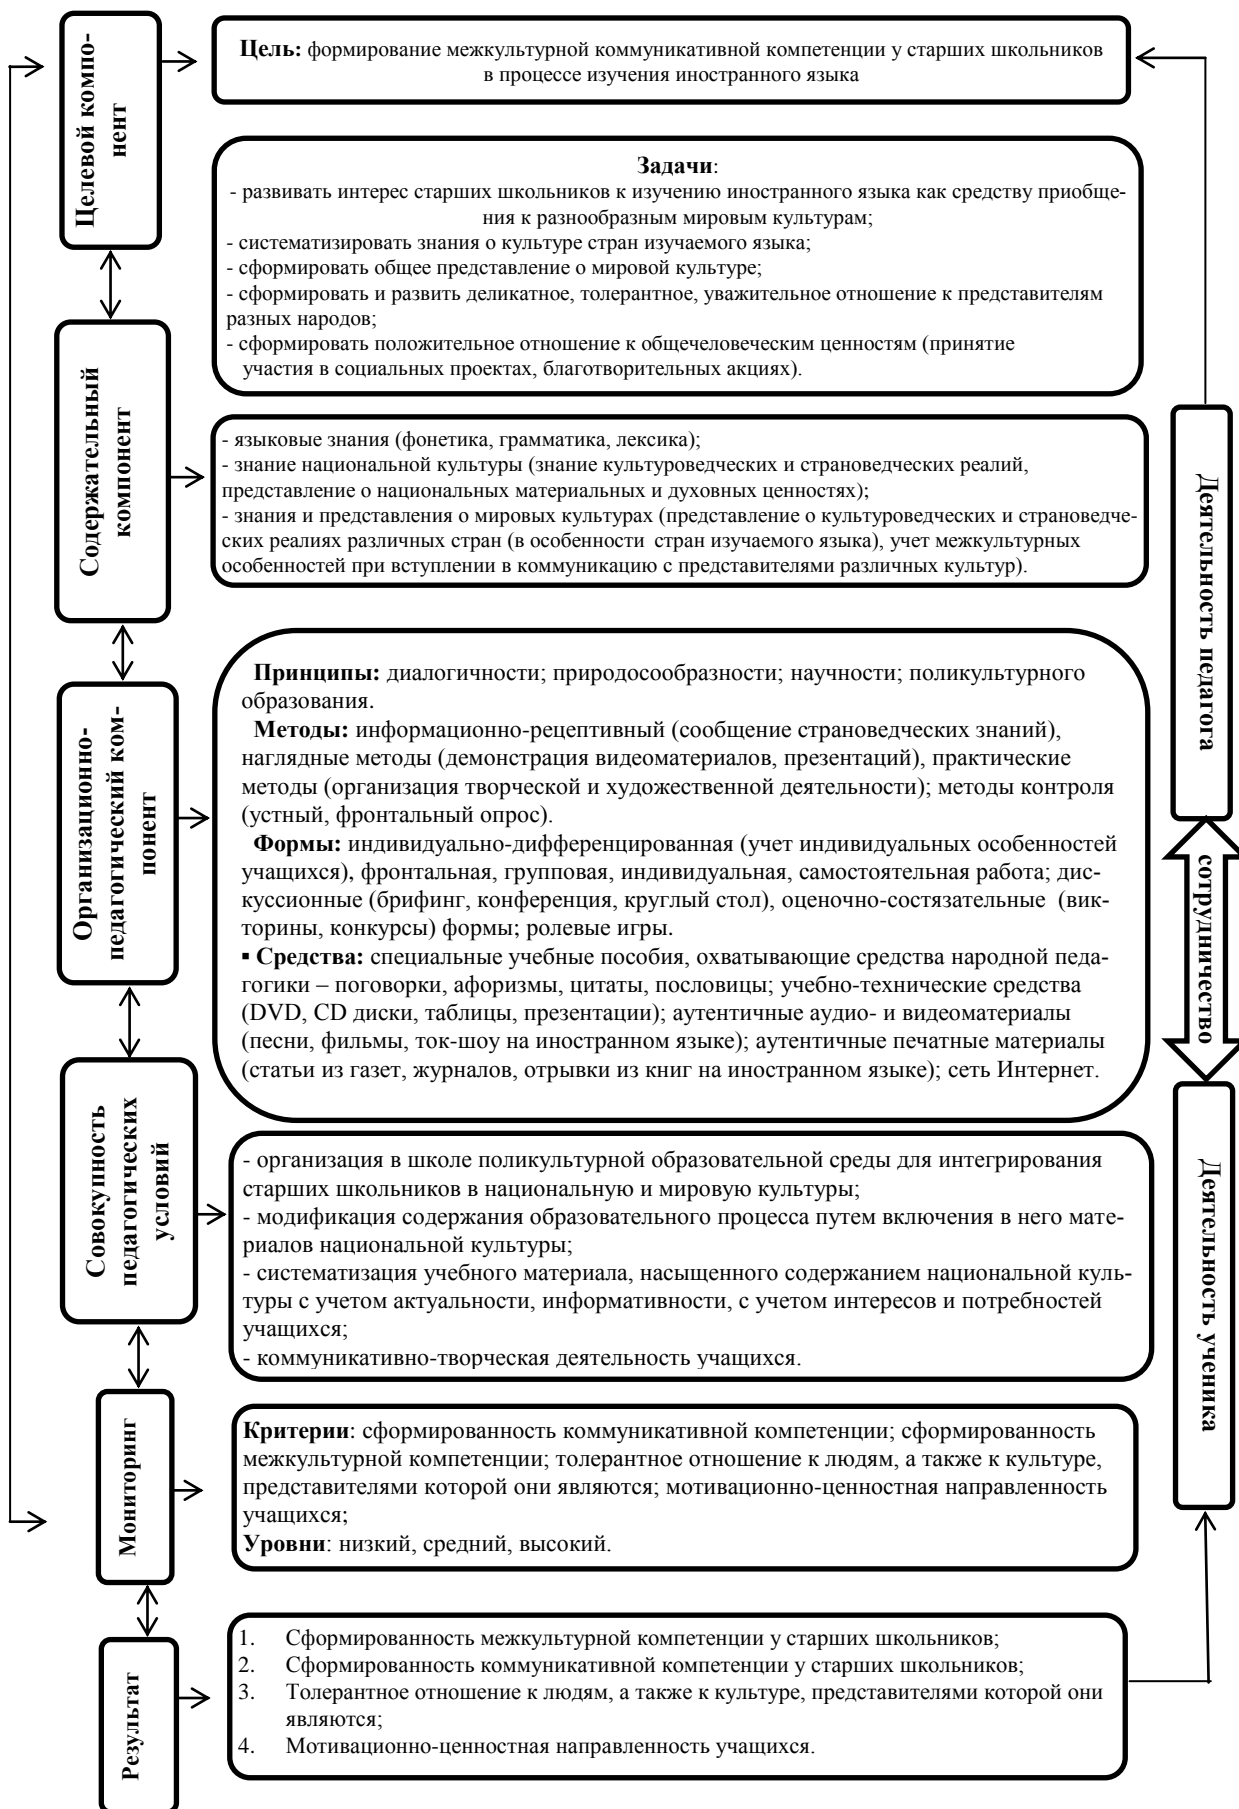 Целевой компо-
нент
Цель: формирование межкультурной коммуникативной компетенции у старших школьников
в процессе изучения иностранного языка
Задачи:
- развивать интерес старших школьников к изучению иностранного языка как средству приобще-
ния к разнообразным мировым культурам;
- систематизировать знания о культуре стран изучаемого языка;
- сформировать общее представление о мировой культуре;
- сформировать и развить деликатное, толерантное, уважительное отношение к представителям
разных народов;
- сформировать положительное отношение к общечеловеческим ценностям (принятие
участия в социальных проектах, благотворительных акциях).
Содержательный
компонент
- языковые знания (фонетика, грамматика, лексика);
- знание национальной культуры (знание культуроведческих и страноведческих реалий,
представление о национальных материальных и духовных ценностях);
- знания и представления о мировых культурах (представление о культуроведческих и страноведче-
ских реалиях различных стран (в особенности стран изучаемого языка), учет межкультурных
особенностей при вступлении в коммуникацию с представителями различных культур).
Организационно-
педагогический ком-
понент
Принципы: диалогичности; природосообразности; научности; поликультурного
образования.
Методы: информационно-рецептивный (сообщение страноведческих знаний),
наглядные методы (демонстрация видеоматериалов, презентаций), практические
методы (организация творческой и художественной деятельности); методы контроля
(устный, фронтальный опрос).
Формы: индивидуально-дифференцированная (учет индивидуальных особенностей
учащихся), фронтальная, групповая, индивидуальная, самостоятельная работа; дис-
куссионные (брифинг, конференция, круглый стол), оценочно-состязательные (вик-
торины, конкурсы) формы; ролевые игры.
▪ Средства: специальные учебные пособия, охватывающие средства народной педа-
гогики – поговорки, афоризмы, цитаты, пословицы; учебно-технические средства
(DVD, CD диски, таблицы, презентации); аутентичные аудио- и видеоматериалы
(песни, фильмы, ток-шоу на иностранном языке); аутентичные печатные материалы
(статьи из газет, журналов, отрывки из книг на иностранном языке); сеть Интернет.
Совокупность
педагогических
условий
- организация в школе поликультурной образовательной среды для интегрирования
старших школьников в национальную и мировую культуры;
- модификация содержания образовательного процесса путем включения в него мате-
риалов национальной культуры;
- систематизация учебного материала, насыщенного содержанием национальной куль-
туры с учетом актуальности, информативности, с учетом интересов и потребностей
учащихся;
- коммуникативно-творческая деятельность учащихся.
Мониторинг
Критерии: сформированность коммуникативной компетенции; сформированность
межкультурной компетенции; толерантное отношение к людям, а также к культуре,
представителями которой они являются; мотивационно-ценностная направленность
учащихся;
Уровни: низкий, средний, высокий.
Результат
1. Сформированность межкультурной компетенции у старших школьников;
2. Сформированность коммуникативной компетенции у старших школьников;
3. Толерантное отношение к людям, а также к культуре, представителями которой они
являются;
4. Мотивационно-ценностная направленность учащихся.
Деятельность педагога
сотрудничество
Деятельность ученика